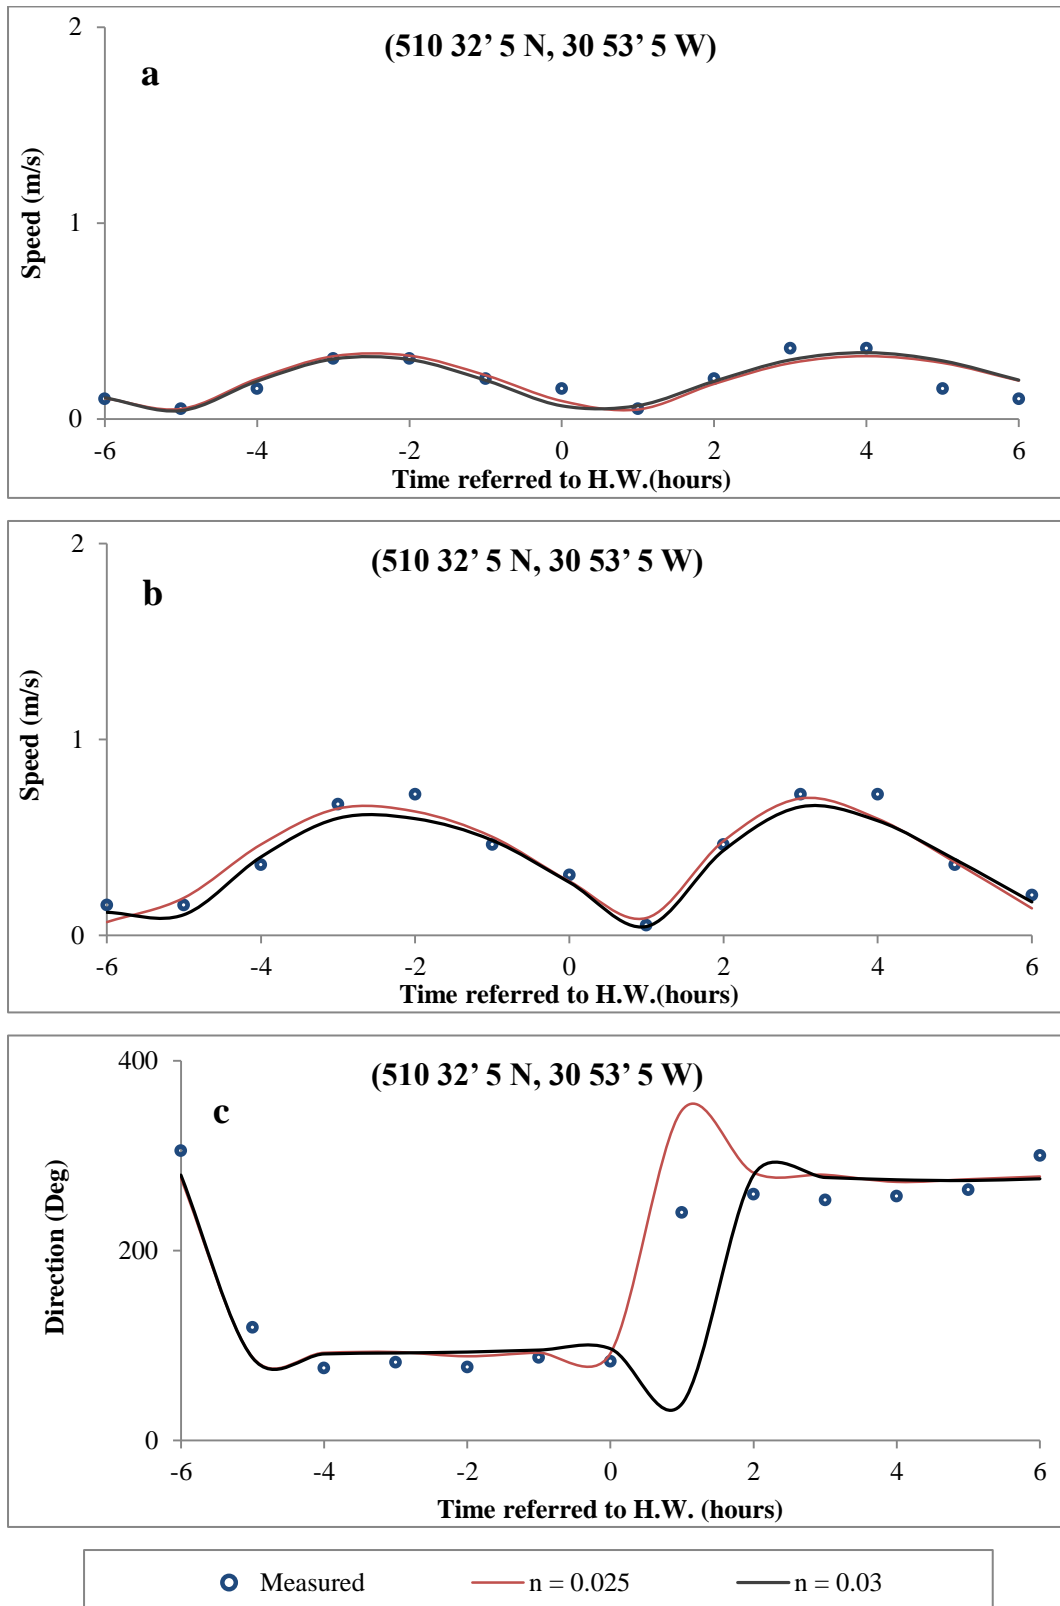 (510 32’ 5 N, 30 53’ 5 W)
a
2
1
0
Speed (m/s)
-6 -4 -2 0 2 4 6
Time referred to H.W.(hours)
(510 32’ 5 N, 30 53’ 5 W)
b
2
1
0
Speed (m/s)
-6 -4 -2 0 2 4 6
Time referred to H.W.(hours)
(510 32’ 5 N, 30 53’ 5 W)
c
400
200
0
Direction (Deg)
-6 -4 -2 0 2 4 6
Time referred to H.W. (hours)
Measured n = 0.025 n = 0.03